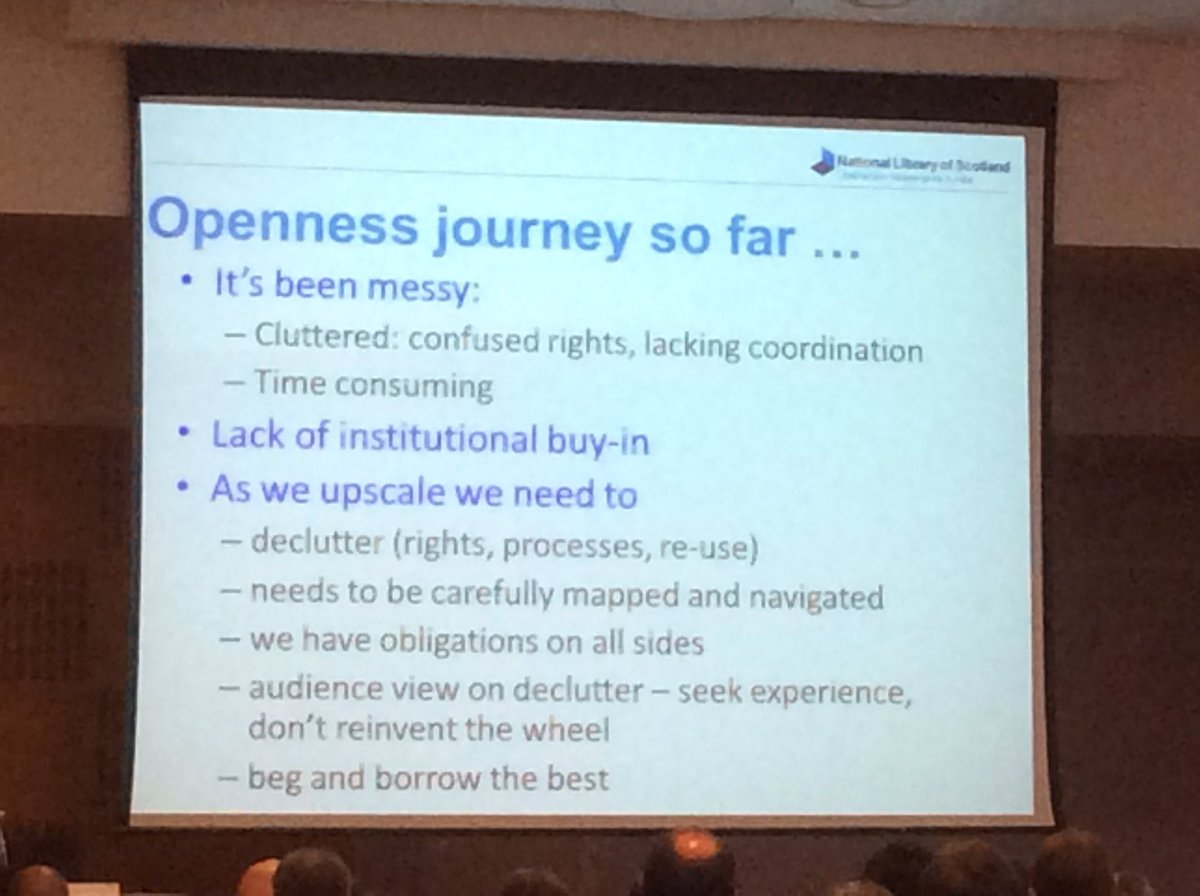 National Library of Scotland
Openness journey so far ...
• It's been messy:
– Cluttered: confused rights, lacking coordination
– Time consuming
• Lack of institutional buy-in
• As we upscale we need to
– declutter (rights, processes, re-use)
– needs to be carefully mapped and navigated
– we have obligations on all sides
– audience view on declutter – seek experience,
don't reinvent the wheel
– beg and borrow the best